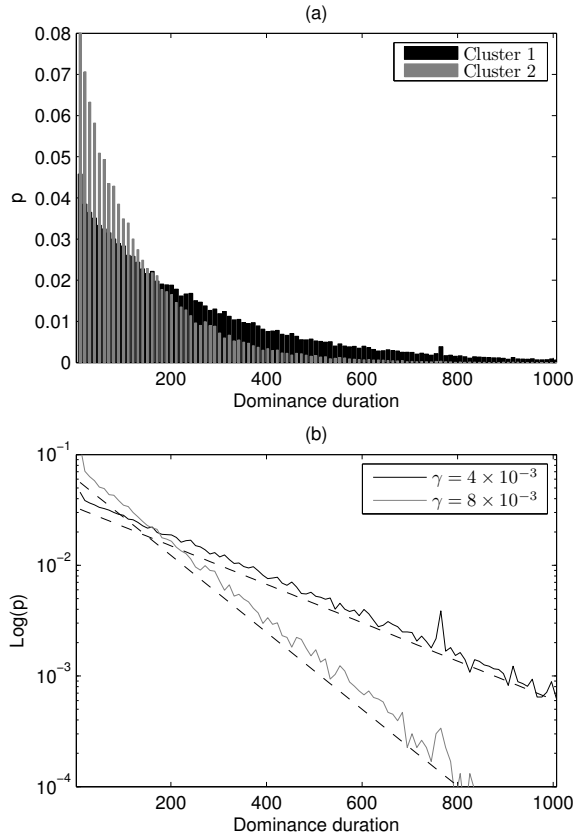 (a)
0.08
0.07
0.06
0.05
0.04
0.03
0.02
0.01
0
p
Cluster 1
Cluster 2
200 400 600 800 1000
Dominance duration
(b)
10⁻¹
10⁻²
10⁻³
10⁻⁴
Log(p)
γ = 4 × 10⁻³
γ = 8 × 10⁻³
200 400 600 800 1000
Dominance duration